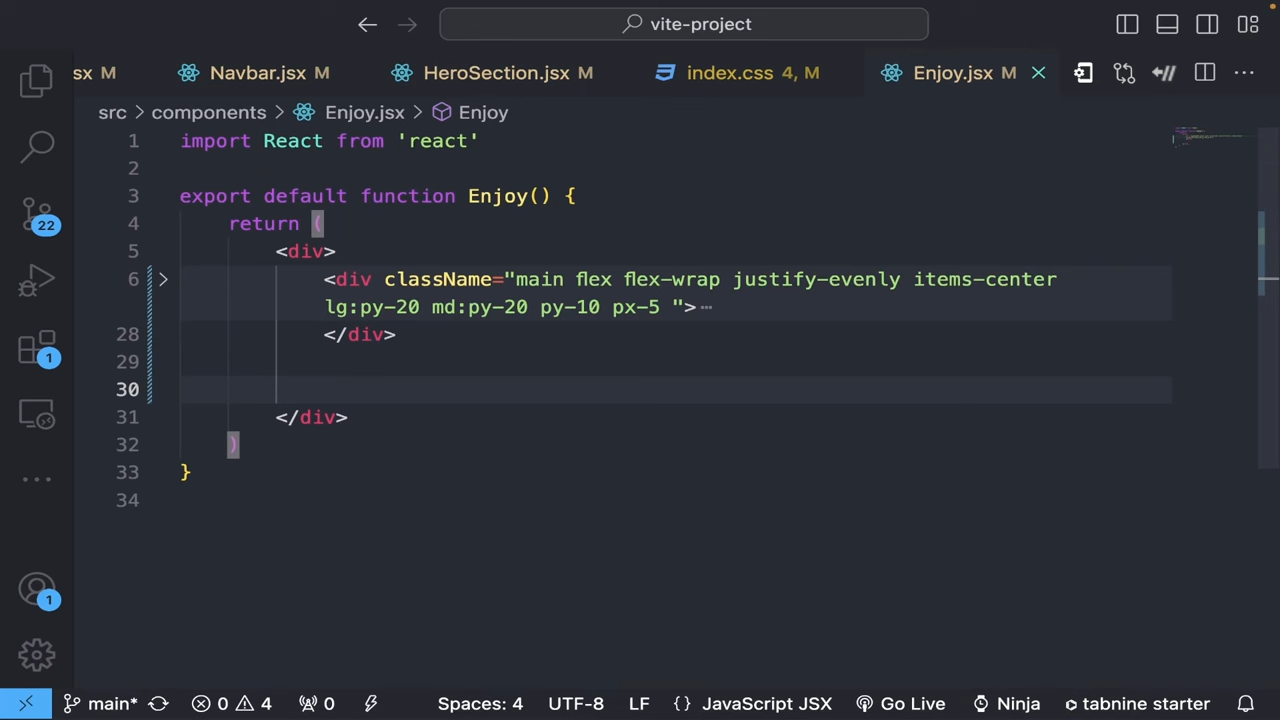 vite-project
sx M
Navbar.jsx M
HeroSection.jsx M
index.css 4, M
Enjoy.jsx M
src > components > Enjoy.jsx > Enjoy
1 import React from 'react'
2
3 export default function Enjoy() {
4 return (
5 <div>
6 <div className="main flex flex-wrap justify-evenly items-center
lg:py-20 md:py-20 py-10 px-5 ">
28 </div>
29
30
31 </div>
32 )
33 }
34
22
1
1
main* 0 4 0 Spaces: 4 UTF-8 LF {} JavaScript JSX Go Live Ninja tabnine starter